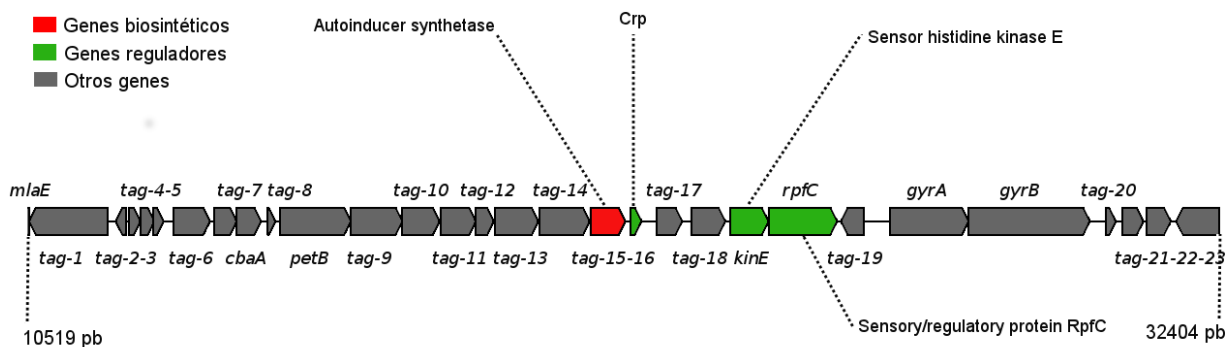 Genes biosintéticos
Genes reguladores
Otros genes
Autoinducer synthetase
Crp
Sensor histidine kinase E
mlaE tag-4-5 tag-7 tag-8 tag-10 tag-12 tag-14 tag-17 rpfC gyrA gyrB tag-20
tag-1 tag-2-3 tag-6 cbaA petB tag-9 tag-11 tag-13 tag-15-16 tag-18 kinE tag-19 tag-21-22-23
10519 pb
Sensory/regulatory protein RpfC
32404 pb